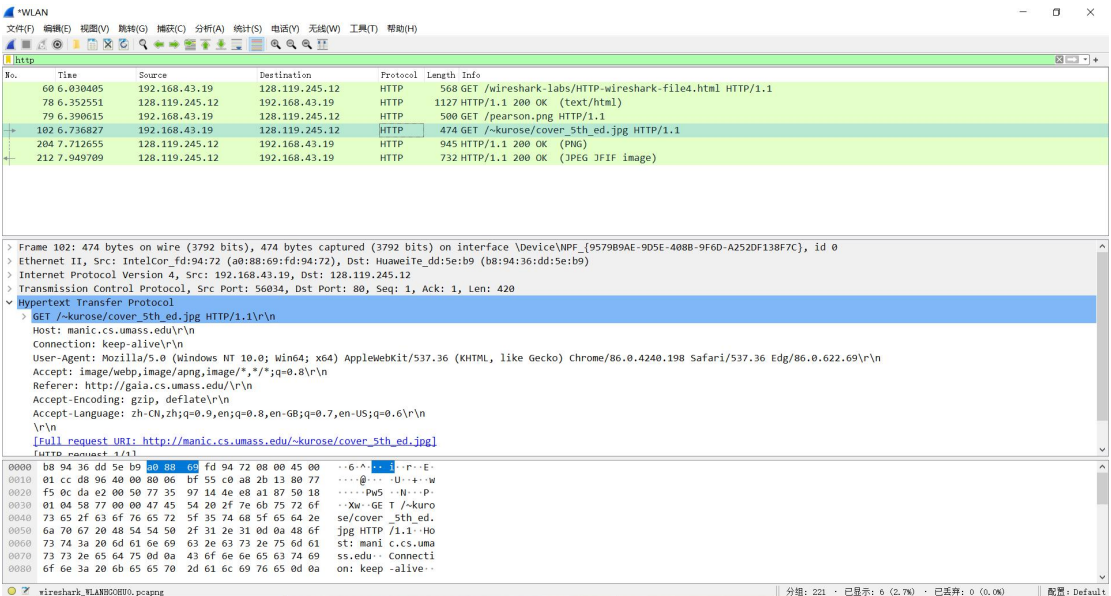 *WLAN
文件(F) 编辑(E) 视图(V) 跳转(G) 捕获(C) 分析(A) 统计(S) 电话(Y) 无线(W) 工具(T) 帮助(H)
http
No. Time Source Destination Protocol Length Info
60 6.030405 192.168.43.19 128.119.245.12 HTTP 568 GET /wireshark-labs/HTTP-wireshark-file4.html HTTP/1.1
78 6.352551 128.119.245.12 192.168.43.19 HTTP 1127 HTTP/1.1 200 OK (text/html)
79 6.390615 192.168.43.19 128.119.245.12 HTTP 500 GET /pearson.png HTTP/1.1
102 6.736827 192.168.43.19 128.119.245.12 HTTP 474 GET /~kurose/cover_5th_ed.jpg HTTP/1.1
204 7.712655 128.119.245.12 192.168.43.19 HTTP 945 HTTP/1.1 200 OK (PNG)
212 7.949709 128.119.245.12 192.168.43.19 HTTP 732 HTTP/1.1 200 OK (JPEG JFIF image)
> Frame 102: 474 bytes on wire (3792 bits), 474 bytes captured (3792 bits) on interface \Device\NPF_{9579B9AE-9D5E-408B-9F6D-A252DF138F7C}, id 0
> Ethernet II, Src: IntelCor_fd:94:72 (a0:88:69:fd:94:72), Dst: HuaweiTe_dd:5e:b9 (b8:94:36:dd:5e:b9)
> Internet Protocol Version 4, Src: 192.168.43.19, Dst: 128.119.245.12
> Transmission Control Protocol, Src Port: 56034, Dst Port: 80, Seq: 1, Ack: 1, Len: 420
Hypertext Transfer Protocol
> GET /~kurose/cover_5th_ed.jpg HTTP/1.1\r\n
Host: manic.cs.umass.edu\r\n
Connection: keep-alive\r\n
User-Agent: Mozilla/5.0 (Windows NT 10.0; Win64; x64) AppleWebKit/537.36 (KHTML, like Gecko) Chrome/86.0.4240.198 Safari/537.36 Edg/86.0.622.69\r\n
Accept: image/webp,image/apng,image/*,*/*;q=0.8\r\n
Referer: http://gaia.cs.umass.edu/\r\n
Accept-Encoding: gzip, deflate\r\n
Accept-Language: zh-CN,zh;q=0.9,en;q=0.8,en-GB;q=0.7,en-US;q=0.6\r\n
\r\n
[Full request URI: http://manic.cs.umass.edu/~kurose/cover_5th_ed.jpg]
[HTTP request 1/1]
0000 b8 94 36 dd 5e b9 a0 88 69 fd 94 72 08 00 45 00 ··6·^··· i··r··E·
0010 01 cc d8 96 40 00 80 06 bf 55 c0 a8 2b 13 80 77 ····@··· ·U··+··w
0020 f5 0c da e2 00 50 77 35 97 14 4e e8 a1 87 50 18 ·····Pw5 ··N···P·
0030 01 04 58 77 00 00 47 45 54 20 2f 7e 6b 75 72 6f ··Xw··GE T /~kuro
0040 73 65 2f 63 6f 76 65 72 5f 35 74 68 5f 65 64 2e se/cover _5th_ed.
0050 6a 70 67 20 48 54 54 50 2f 31 2e 31 0d 0a 48 6f jpg HTTP /1.1··Ho
0060 73 74 3a 20 6d 61 6e 69 63 2e 63 73 2e 75 6d 61 st: mani c.cs.uma
0070 73 73 2e 65 64 75 0d 0a 43 6f 6e 6e 65 63 74 69 ss.edu·· Connecti
0080 6f 6e 3a 20 6b 65 65 70 2d 61 6c 69 76 65 0d 0a on: keep -alive··
wireshark_WLANHGOHU0.pcapng 分组: 221 · 已显示: 6 (2.7%) · 已丢弃: 0 (0.0%) 配置: Default